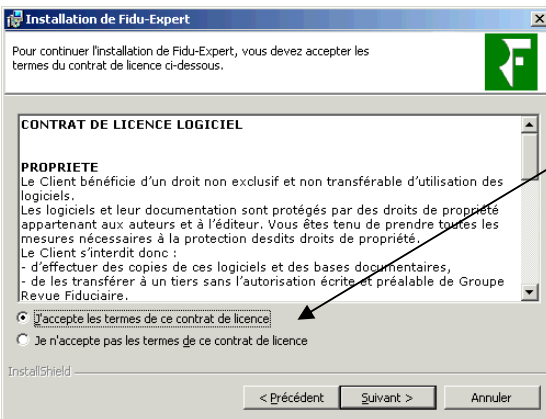 Installation de Fidu-Expert
Pour continuer l'installation de Fidu-Expert, vous devez accepter les
termes du contrat de licence ci-dessous.
CONTRAT DE LICENCE LOGICIEL
PROPRIETE
Le Client bénéficie d'un droit non exclusif et non transférable d'utilisation des
logiciels.
Les logiciels et leur documentation sont protégés par des droits de propriété
appartenant aux auteurs et à l'éditeur. Vous êtes tenu de prendre toutes les
mesures nécessaires à la protection desdits droits de propriété.
Le Client s'interdit donc :
- d'effectuer des copies de ces logiciels et des bases documentaires,
- de les transférer à un tiers sans l'autorisation écrite et préalable de Groupe
Revue Fiduciaire.
J'accepte les termes de ce contrat de licence
Je n'accepte pas les termes de ce contrat de licence
InstallShield
< Précédent
Suivant >
Annuler